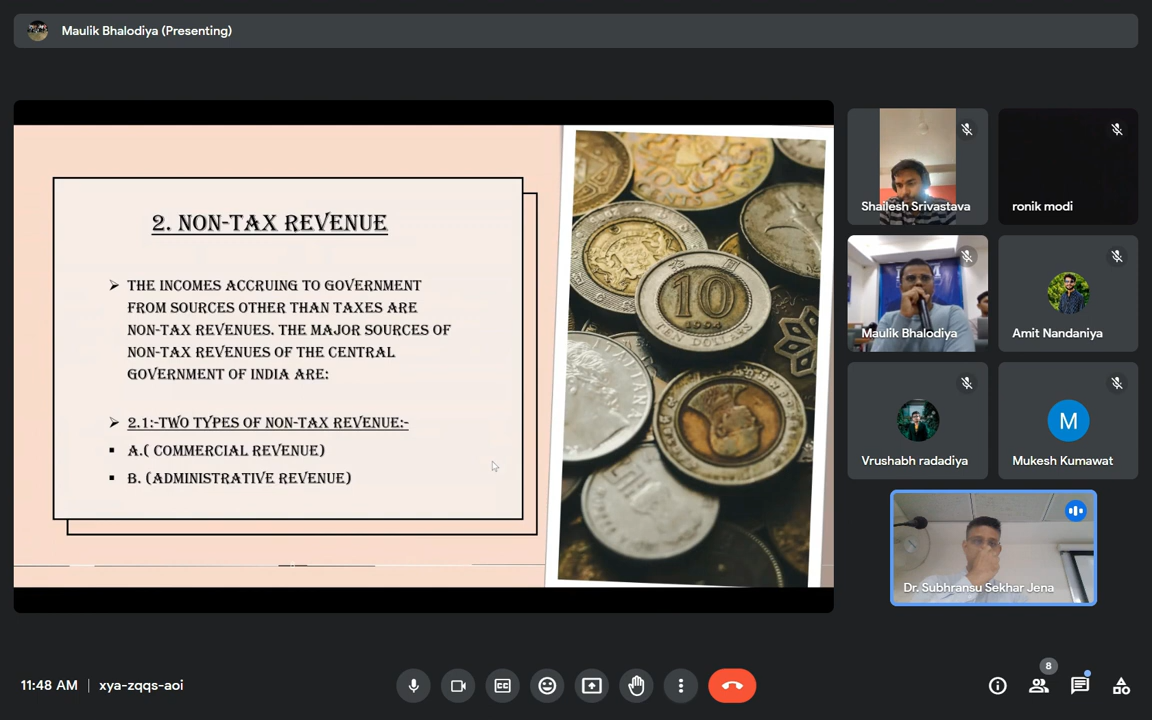 Maulik Bhalodiya (Presenting)
2. NON-TAX REVENUE
THE INCOMES ACCRUING TO GOVERNMENT
FROM SOURCES OTHER THAN TAXES ARE
NON-TAX REVENUES. THE MAJOR SOURCES OF
NON-TAX REVENUES OF THE CENTRAL
GOVERNMENT OF INDIA ARE:
2.1:-TWO TYPES OF NON-TAX REVENUE:-
A.( COMMERCIAL REVENUE)
B. (ADMINISTRATIVE REVENUE)
10
TEN DOLLARS
1994
Shailesh Srivastava
ronik modi
Maulik Bhalodiya
Amit Nandaniya
Vrushabh radadiya
M
Mukesh Kumawat
Dr. Subhransu Sekhar Jena
11:48 AM | xya-zqqs-aoi
CC
8